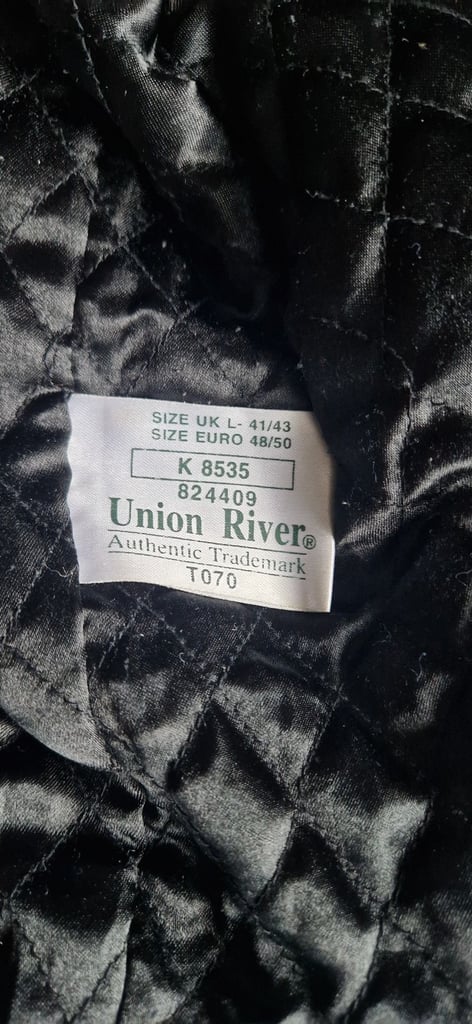 SIZE UK L- 41/43
SIZE EURO 48/50
K 8535
824409
Union River®
Authentic Trademark
T070